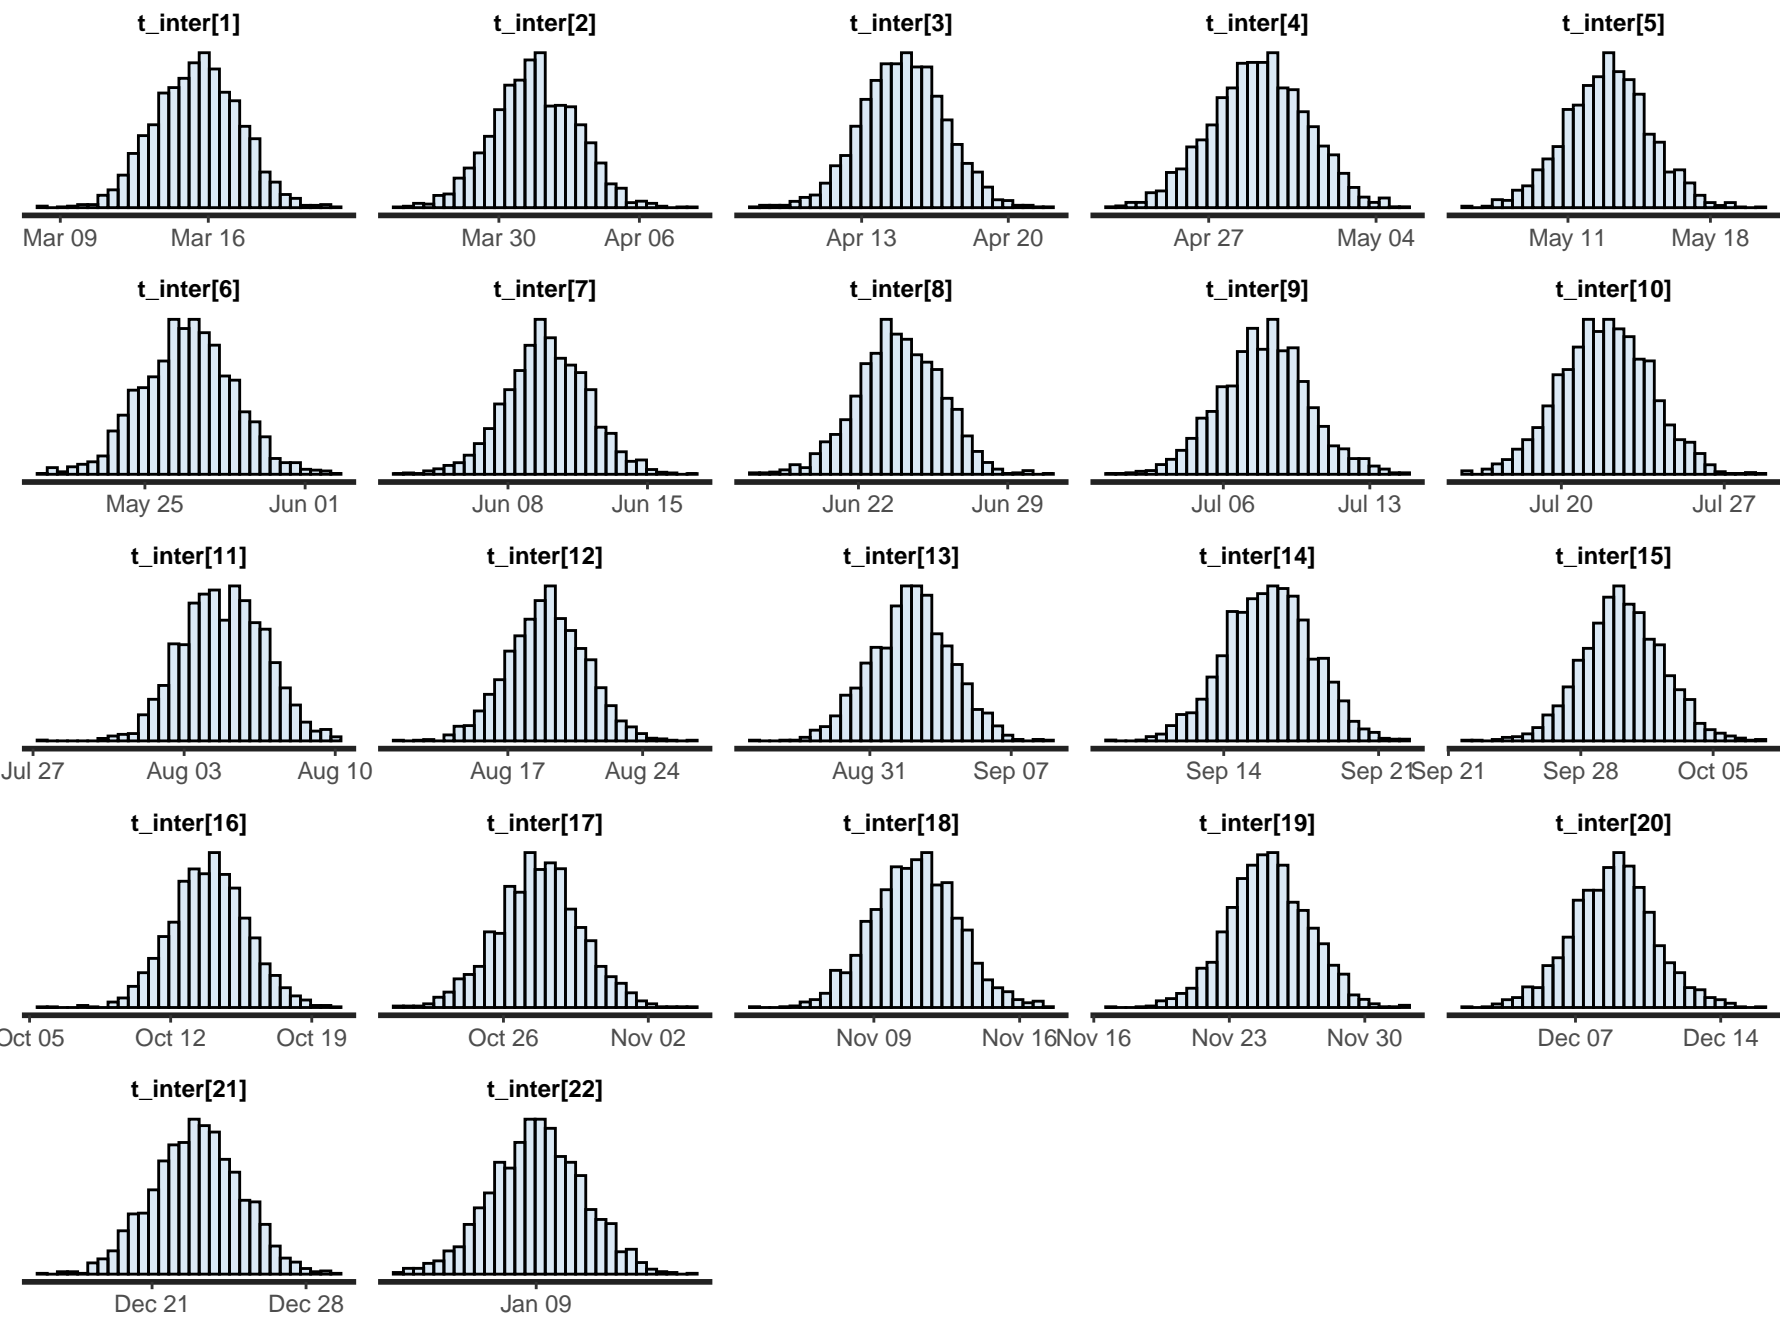 t_inter[1] t_inter[2] t_inter[3] t_inter[4] t_inter[5]
Mar 09 Mar 16 Mar 30 Apr 06 Apr 13 Apr 20 Apr 27 May 04 May 11 May 18
t_inter[6] t_inter[7] t_inter[8] t_inter[9] t_inter[10]
May 25 Jun 01 Jun 08 Jun 15 Jun 22 Jun 29 Jul 06 Jul 13 Jul 20 Jul 27
t_inter[11] t_inter[12] t_inter[13] t_inter[14] t_inter[15]
Jul 27 Aug 03 Aug 10 Aug 17 Aug 24 Aug 31 Sep 07 Sep 14 Sep 21 Sep 21 Sep 28 Oct 05
t_inter[16] t_inter[17] t_inter[18] t_inter[19] t_inter[20]
Oct 05 Oct 12 Oct 19 Oct 26 Nov 02 Nov 09 Nov 16 Nov 16 Nov 23 Nov 30 Dec 07 Dec 14
t_inter[21] t_inter[22]
Dec 21 Dec 28 Jan 09